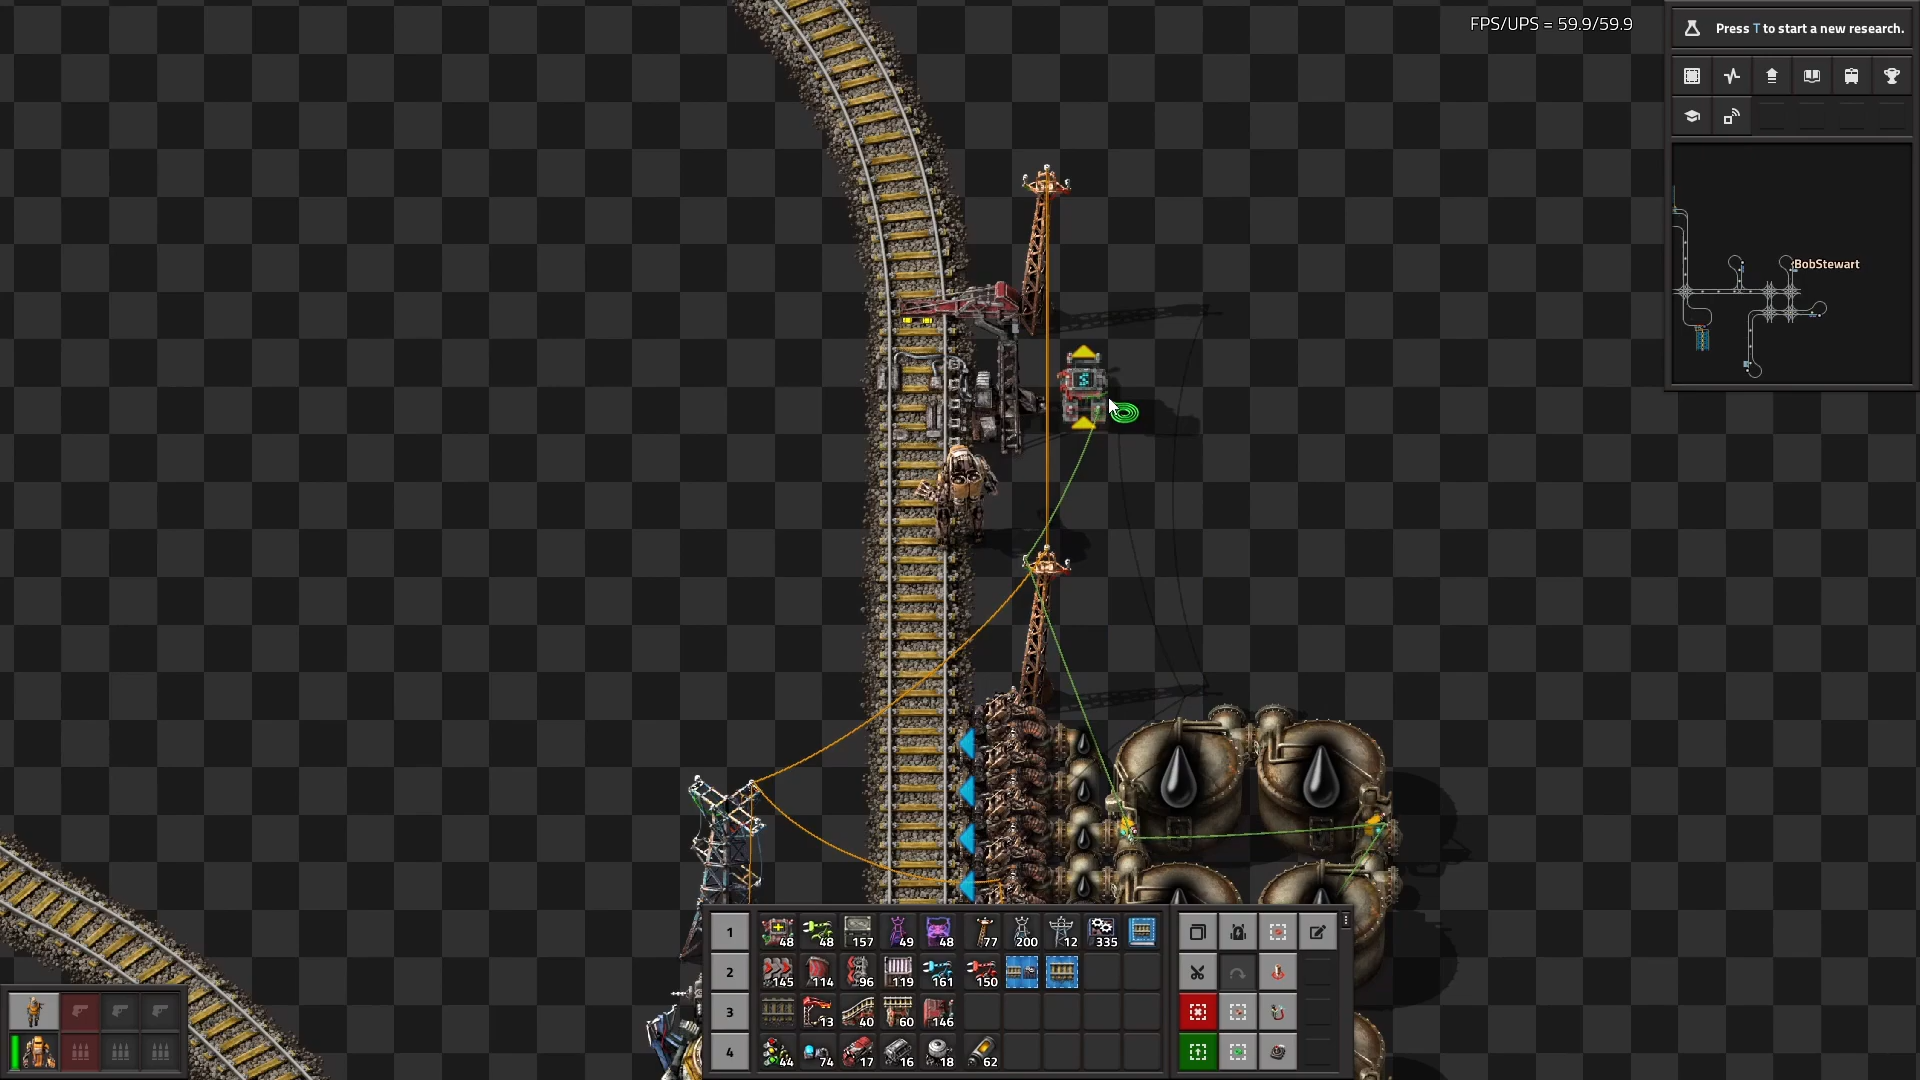 FPS/UPS = 59.9/59.9
Press T to start a new research.
BobStewart
1 48 48 157 49 48 77 200 12 335
2 145 114 96 119 161 150
3 13 40 60 146
4 44 74 17 16 18 62